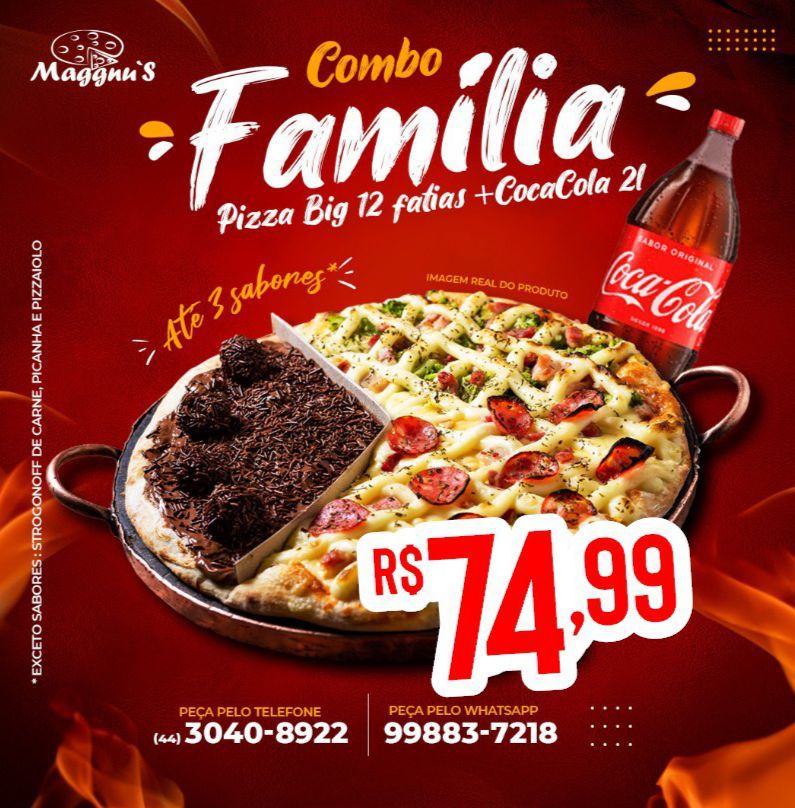 Maggnu`s
Combo
Família
Pizza Big 12 fatias +CocaCola 2l
Até 3 sabores*
IMAGEM REAL DO PRODUTO
SABOR ORIGINAL
Coca-Cola
DESDE 1886
*EXCETO SABORES : STROGONOFF DE CARNE, PICANHA E PIZZAIOLO
R$ 74,99
PEÇA PELO TELEFONE
(44) 3040-8922
PEÇA PELO WHATSAPP
99883-7218